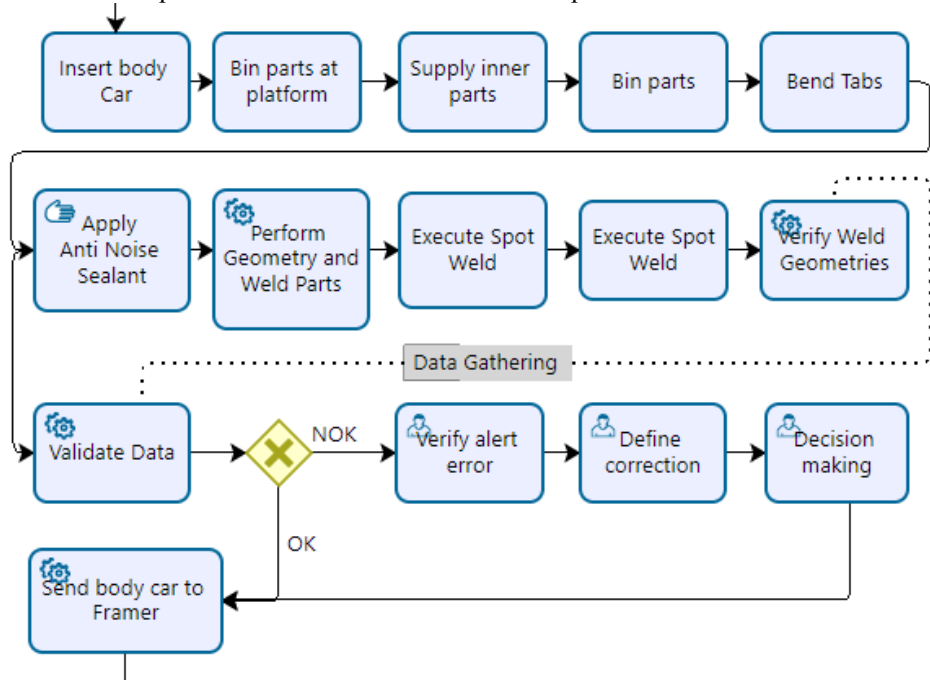 Insert body
Car
Bin parts at
platform
Supply inner
parts
Bin parts
Bend Tabs
Apply
Anti Noise
Sealant
Perform
Geometry and
Weld Parts
Execute Spot
Weld
Execute Spot
Weld
Verify Weld
Geometries
Data Gathering
Validate Data
NOK
OK
Verify alert
error
Define
correction
Decision
making
Send body car to
Framer